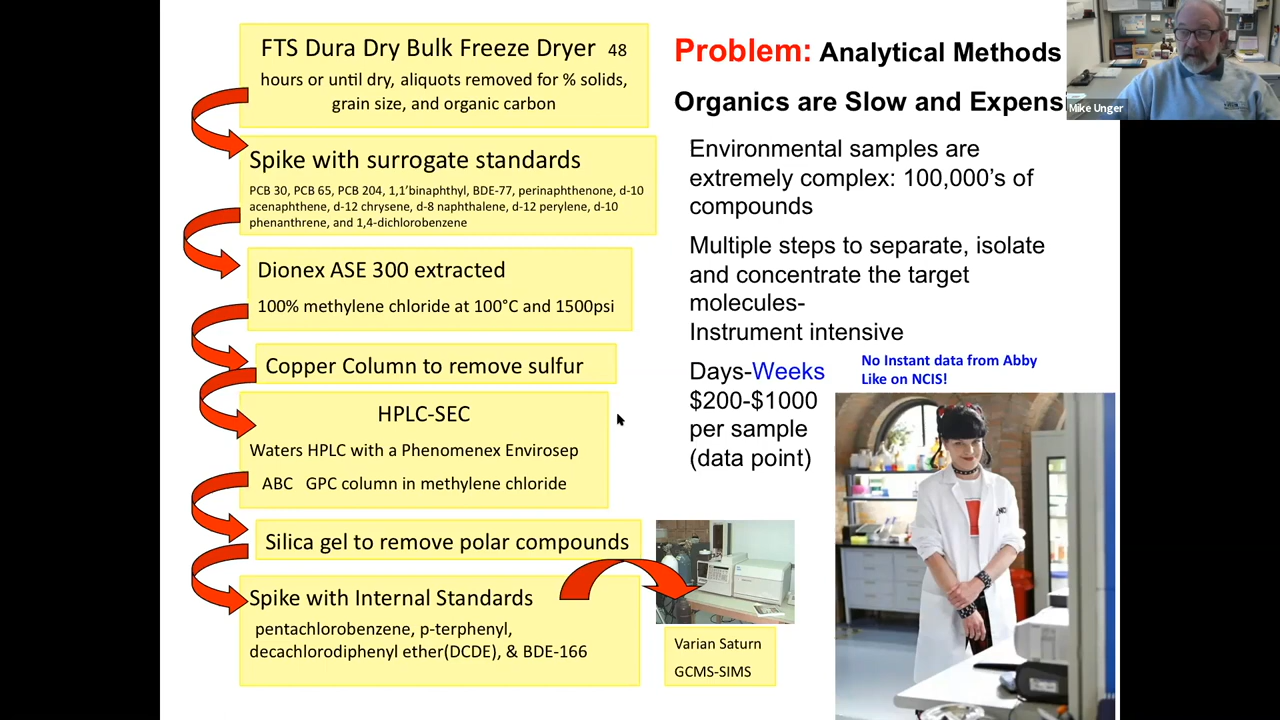 FTS Dura Dry Bulk Freeze Dryer 48
hours or until dry, aliquots removed for % solids,
grain size, and organic carbon
Spike with surrogate standards
PCB 30, PCB 65, PCB 204, 1,1’binaphthyl, BDE-77, perinaphthenone, d-10
acenaphthene, d-12 chrysene, d-8 naphthalene, d-12 perylene, d-10
phenanthrene, and 1,4-dichlorobenzene
Dionex ASE 300 extracted
100% methylene chloride at 100°C and 1500psi
Copper Column to remove sulfur
HPLC-SEC
Waters HPLC with a Phenomenex Envirosep
ABC GPC column in methylene chloride
Silica gel to remove polar compounds
Spike with Internal Standards
pentachlorobenzene, p-terphenyl,
decachlorodiphenyl ether(DCDE), & BDE-166
Varian Saturn
GCMS-SIMS
Problem: Analytical Methods
Organics are Slow and Expens
Environmental samples are
extremely complex: 100,000’s of
compounds
Multiple steps to separate, isolate
and concentrate the target
molecules-
Instrument intensive
Days-Weeks
$200-$1000
per sample
(data point)
No Instant data from Abby
Like on NCIS!
Mike Unger